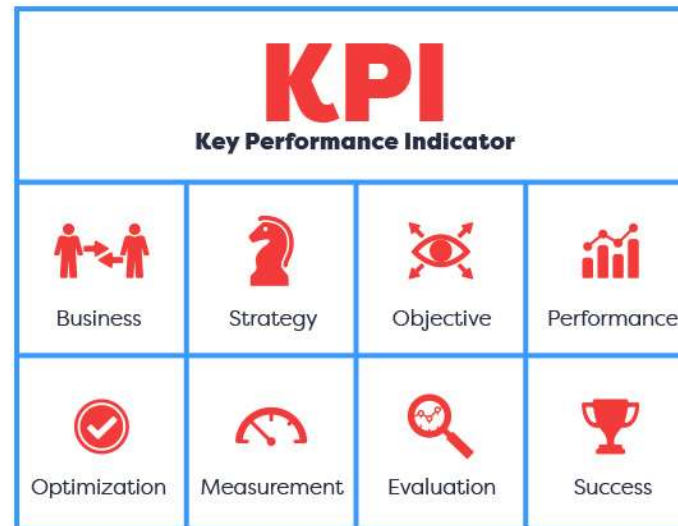 KPI
Key Performance Indicator
Business
Strategy
Objective
Performance
Optimization
Measurement
Evaluation
Success